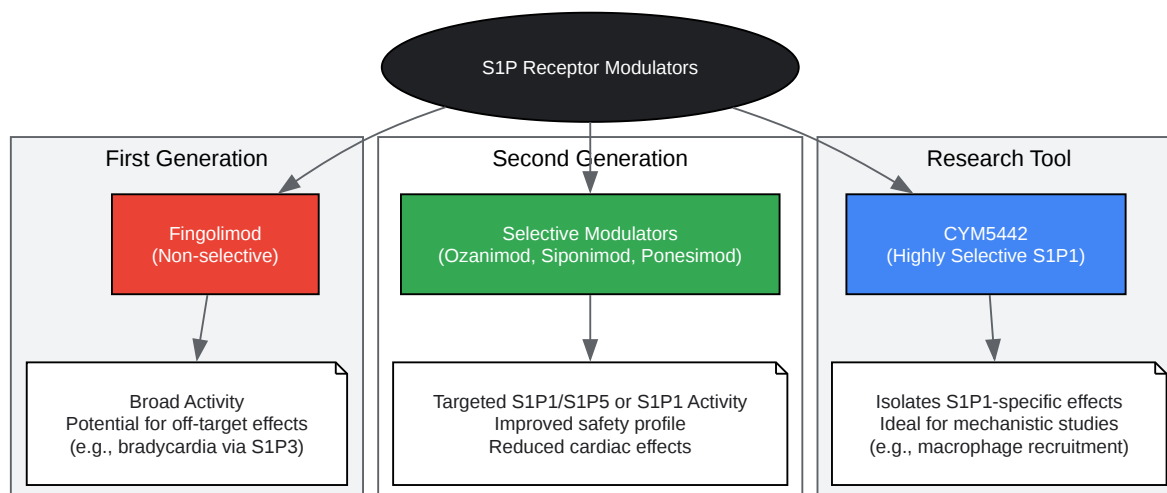 S1P Receptor Modulators
First Generation
Fingolimod
(Non-selective)
Broad Activity
Potential for off-target effects
(e.g., bradycardia via S1P3)
Second Generation
Selective Modulators
(Ozanimod, Siponimod, Ponesimod)
Targeted S1P1/S1P5 or S1P1 Activity
Improved safety profile
Reduced cardiac effects
Research Tool
CYM5442
(Highly Selective S1P1)
Isolates S1P1-specific effects
Ideal for mechanistic studies
(e.g., macrophage recruitment)